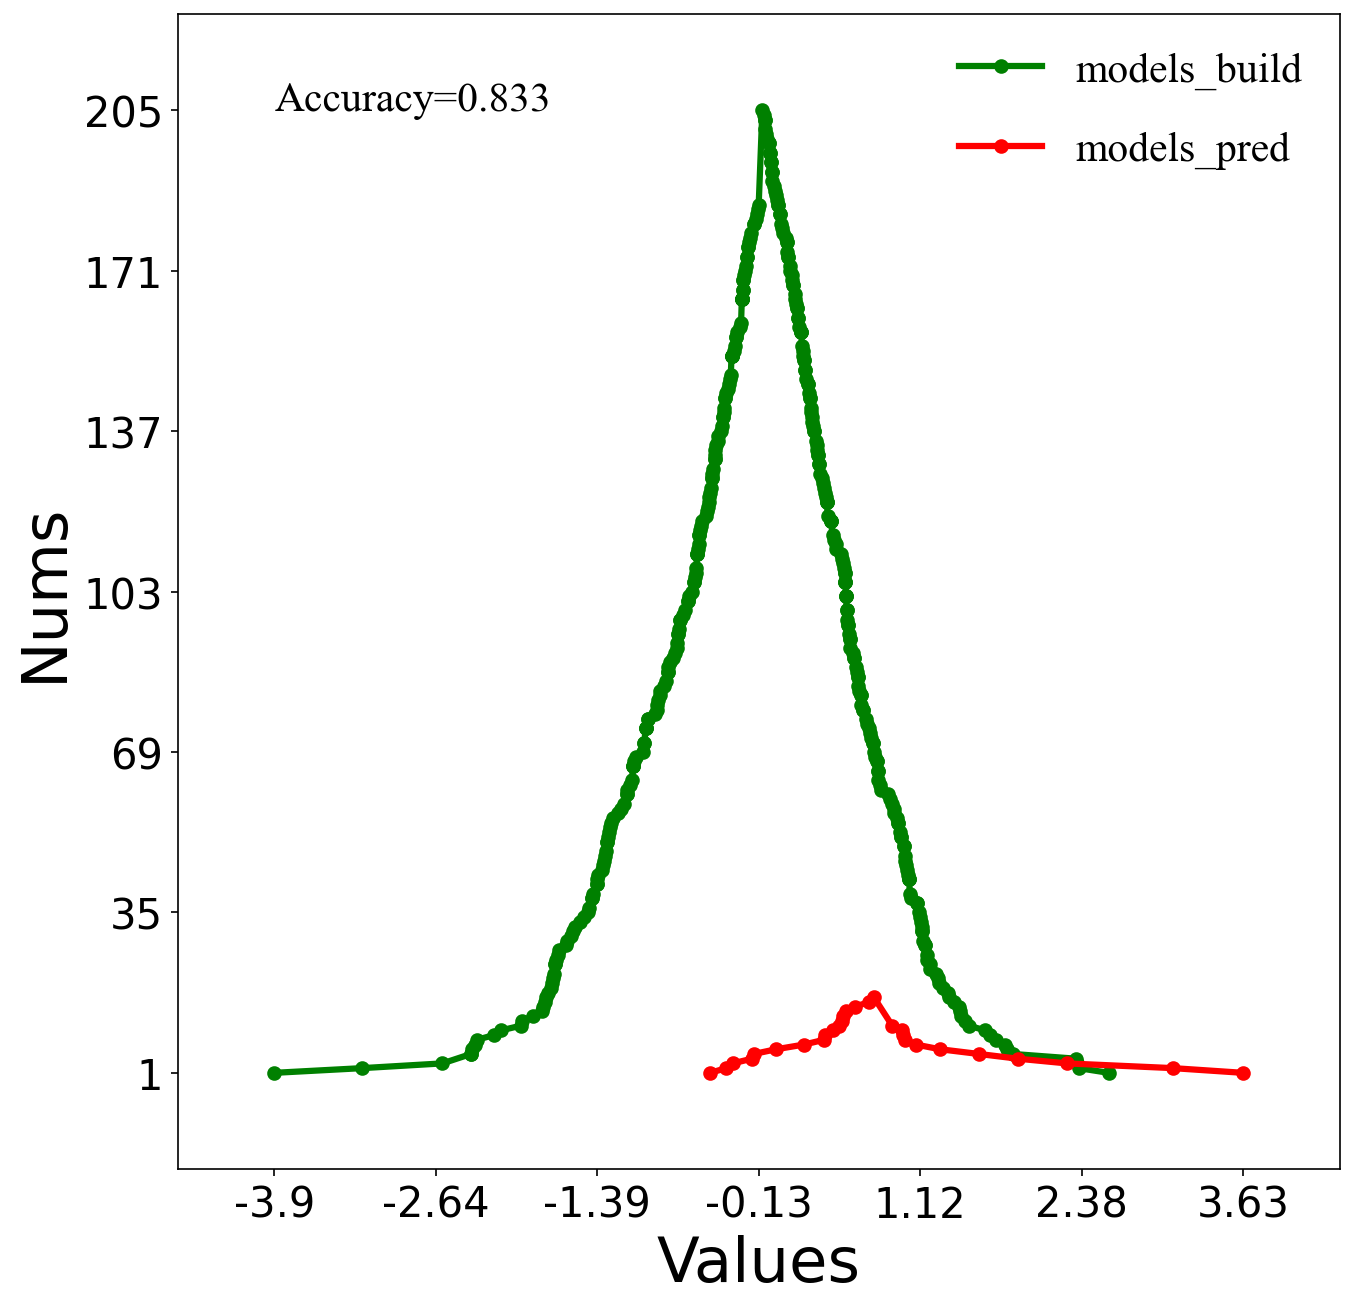 Accuracy=0.833
models_build
models_pred
Nums
205
171
137
103
69
35
1
-3.9 -2.64 -1.39 -0.13 1.12 2.38 3.63
Values